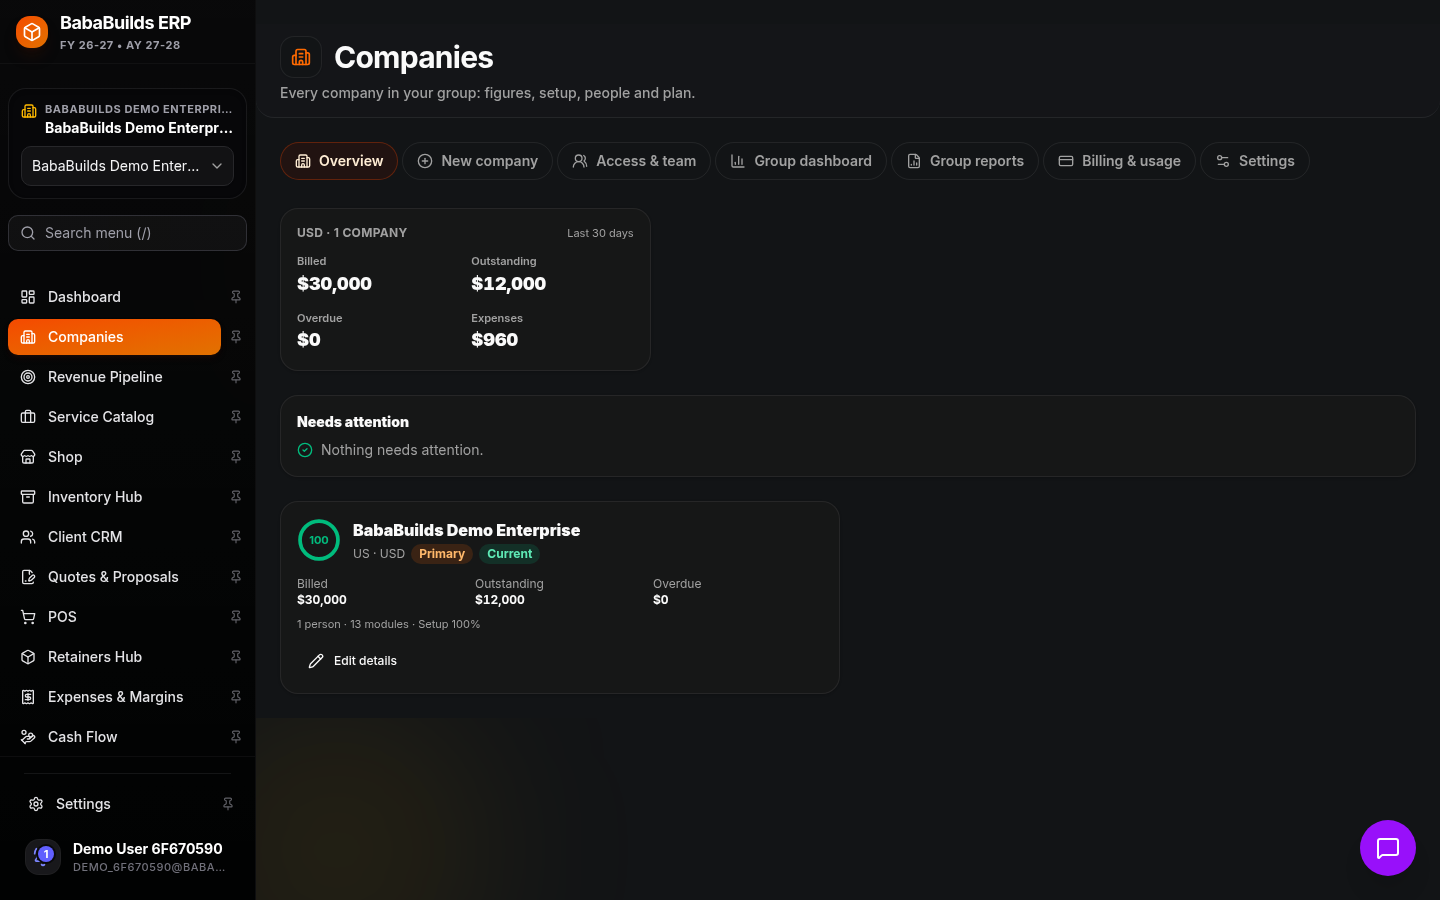 BabaBuilds ERP
FY 26-27 • AY 27-28
BABABUILDS DEMO ENTERPRI...
BabaBuilds Demo Enterpr...
BabaBuilds Demo Enter...
Search menu (/)
Dashboard
Companies
Revenue Pipeline
Service Catalog
Shop
Inventory Hub
Client CRM
Quotes & Proposals
POS
Retainers Hub
Expenses & Margins
Cash Flow
Settings
1
Demo User 6F670590
DEMO_6F670590@BABA...
Companies
Every company in your group: figures, setup, people and plan.
Overview
New company
Access & team
Group dashboard
Group reports
Billing & usage
Settings
USD · 1 COMPANY
Last 30 days
Billed
Outstanding
$30,000
$12,000
Overdue
Expenses
$0
$960
Needs attention
Nothing needs attention.
100
BabaBuilds Demo Enterprise
US · USD Primary Current
Billed
Outstanding
Overdue
$30,000
$12,000
$0
1 person · 13 modules · Setup 100%
Edit details